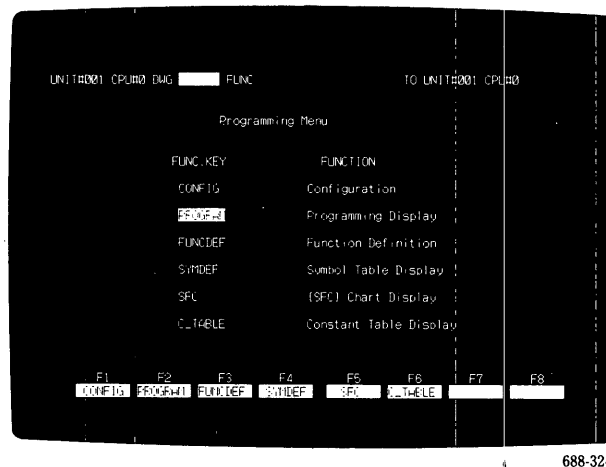 UNIT#001 CPU#0 DWG FUNC TO UNIT#001 CPU#0
Programming Menu
FUNC.KEY FUNCTION
CONFIG Configuration
PROGRAM Programming Display
FUNCDEF Function Definition
SYMDEF Symbol Table Display
SFC [SFC] Chart Display
C_TABLE Constant Table Display
F1 F2 F3 F4 F5 F6 F7 F8
CONFIG PROGRAM FUNCDEF SYMDEF SFC C_TABLE
688-32